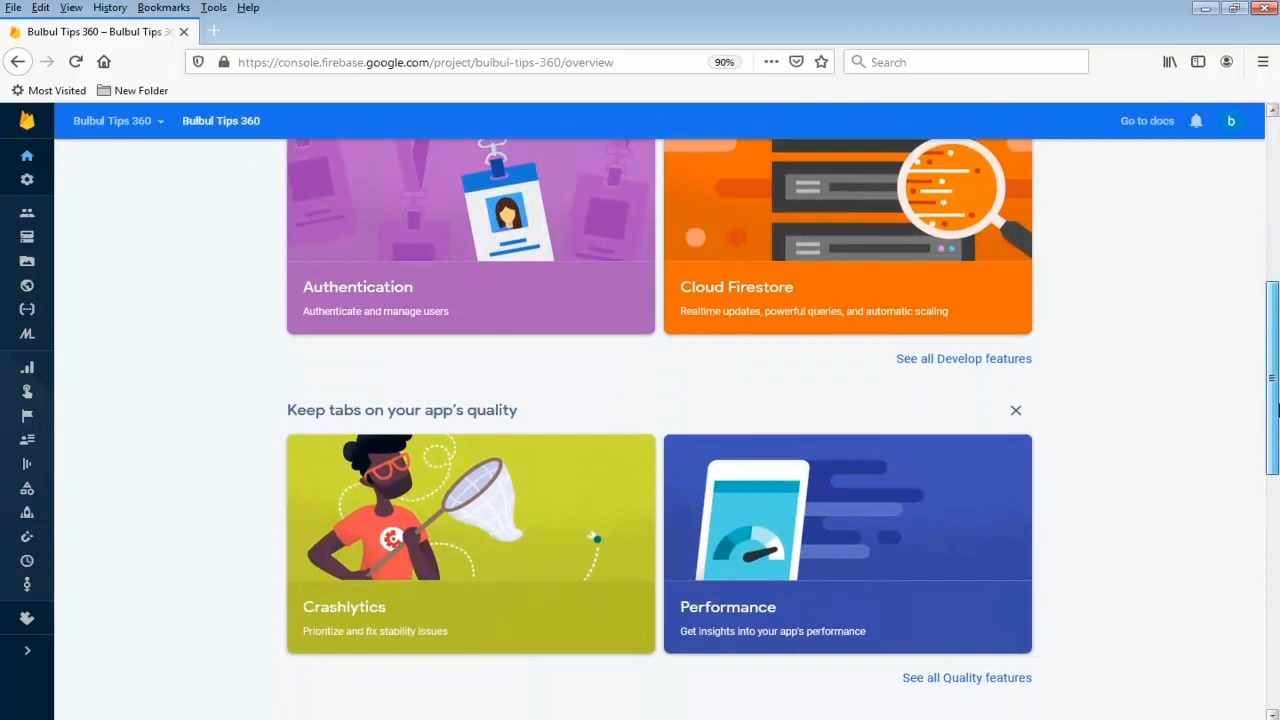 File Edit View History Bookmarks Tools Help
Bulbul Tips 360 – Bulbul Tips 36
https://console.firebase.google.com/project/bulbul-tips-360/overview 90% Search
Most Visited New Folder
Bulbul Tips 360 Bulbul Tips 360 Go to docs b
ML
Authentication
Authenticate and manage users
Cloud Firestore
Realtime updates, powerful queries, and automatic scaling
See all Develop features
Keep tabs on your app's quality
Crashlytics
Prioritize and fix stability issues
Performance
Get insights into your app's performance
See all Quality features